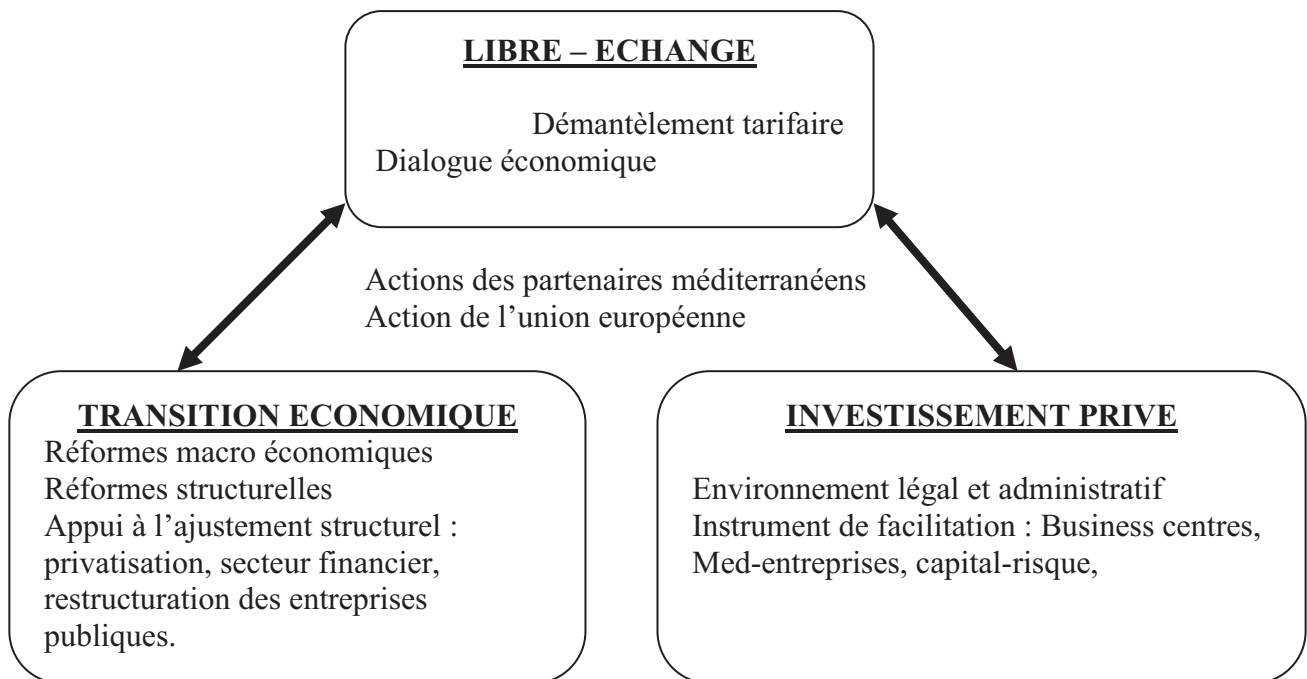 LIBRE – ECHANGE
Démantèlement tarifaire
Dialogue économique
Actions des partenaires méditerranéens
Action de l’union européenne
TRANSITION ECONOMIQUE
Réformes macro économiques
Réformes structurelles
Appui à l’ajustement structurel :
privatisation, secteur financier,
restructuration des entreprises
publiques.
INVESTISSEMENT PRIVE
Environnement légal et administratif
Instrument de facilitation : Business centres,
Med-entreprises, capital-risque,